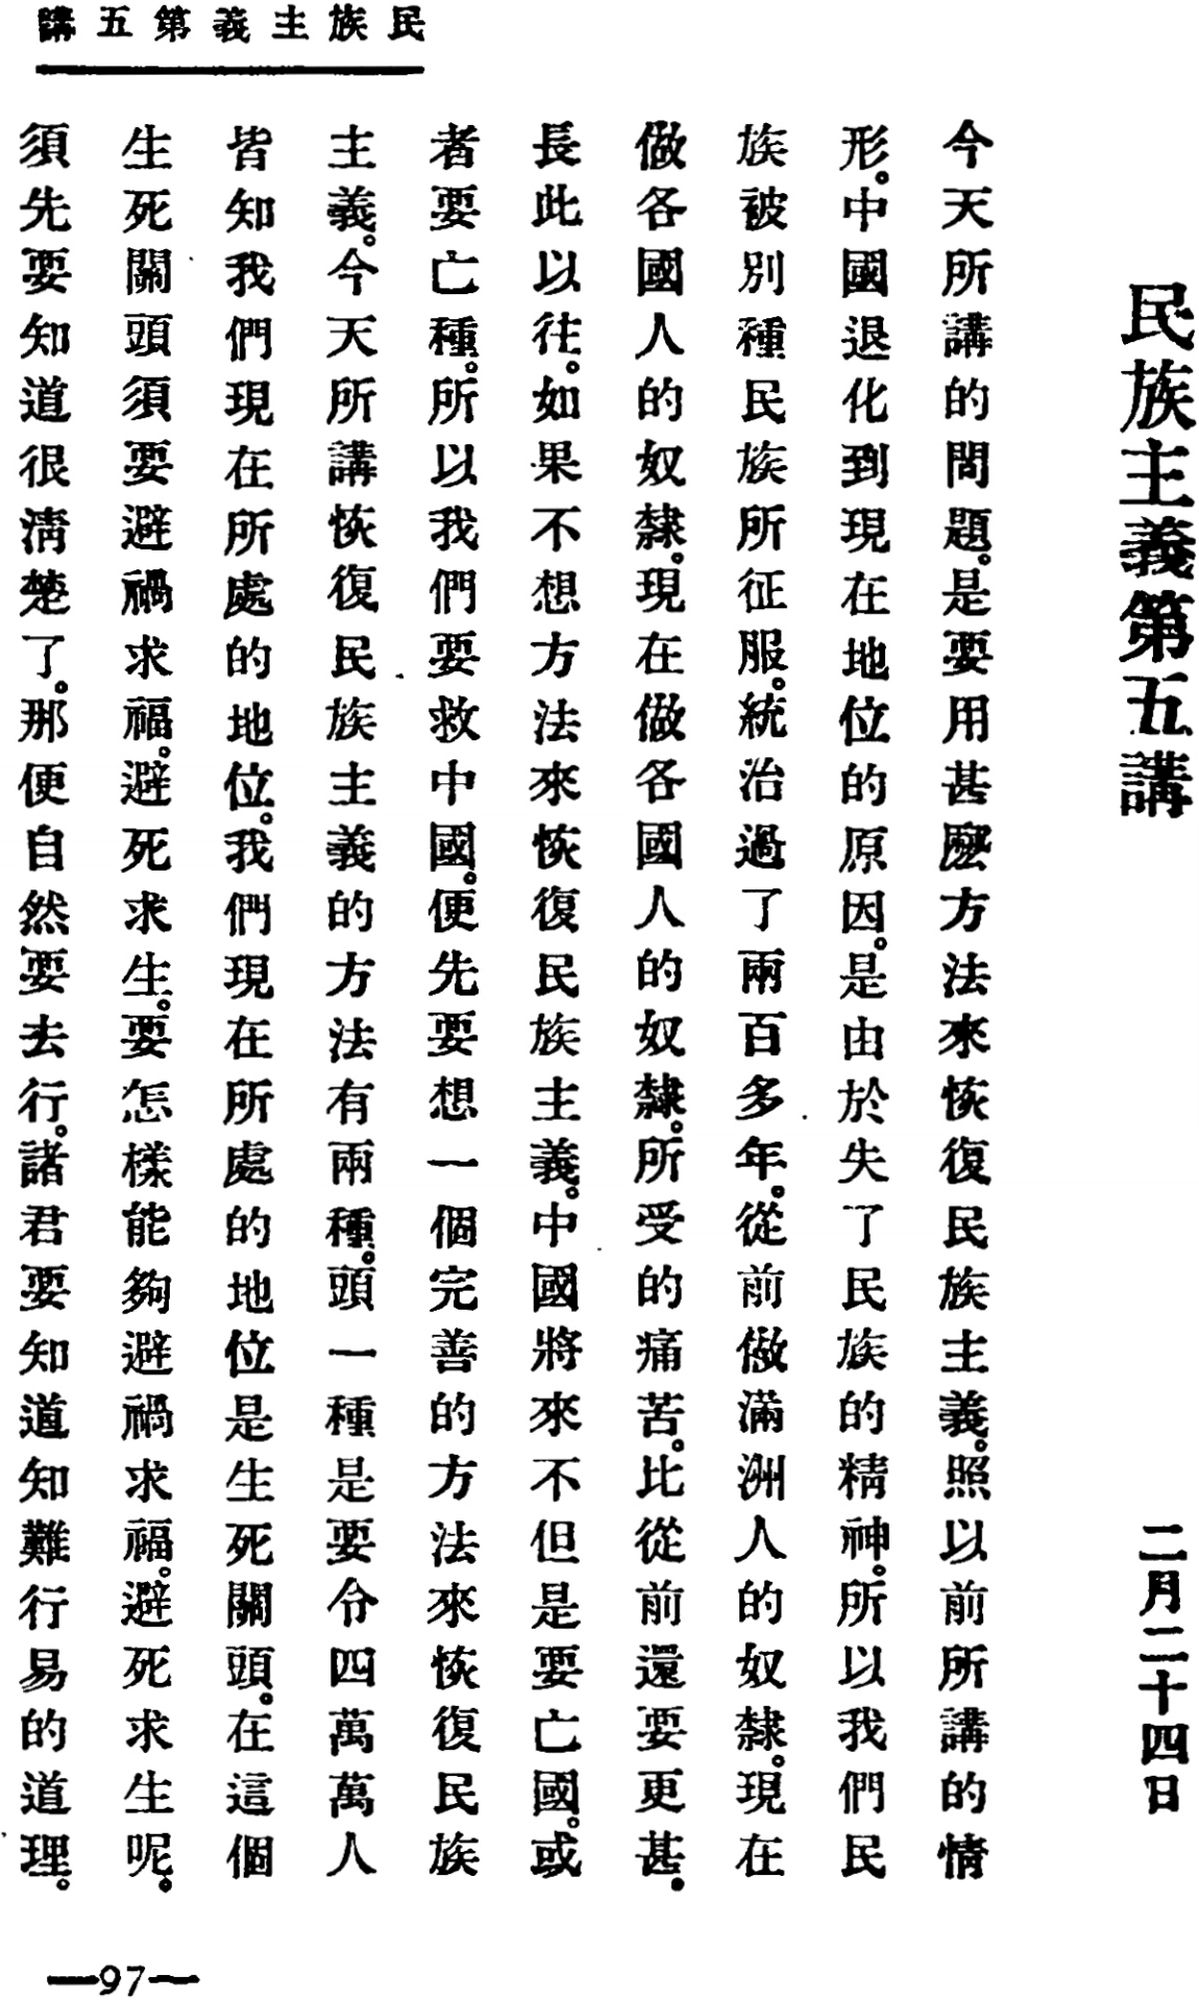 民族主義第五講
民族主義第五講
二月二十四日
今天所講的問題。是要用甚麼方法來恢復民族主義。照以前所講的情
形。中國退化到現在地位的原因。是由於失了民族的精神。所以我們民
族被別種民族所征服。統治過了兩百多年。從前做滿洲人的奴隸。現在
做各國人的奴隸。現在做各國人的奴隸。所受的痛苦。比從前還要更甚。
長此以往。如果不想方法來恢復民族主義。中國將來不但是要亡國。或
者要亡種。所以我們要救中國。便先要想一個完善的方法來恢復民族
主義。今天所講恢復民族主義的方法有兩種。頭一種是要令四萬萬人
皆知我們現在所處的地位。我們現在所處的地位是生死關頭。在這個
生死關頭須要避禍求福。避死求生。要怎樣能夠避禍求福。避死求生呢。
須先要知道很清楚了。那便自然要去行。諸君要知道知難行易的道理。
—97—